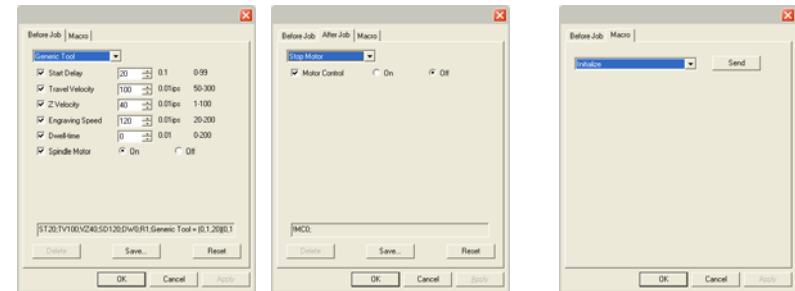 Before Job Macro
Generic Tool
Start Delay 20 0.1 0-99
Travel Velocity 100 0.01ips 50-300
Z Velocity 40 0.01ips 1-100
Engraving Speed 120 0.01ips 20-200
Dwell-time 0 0.01 0-200
Spindle Motor On Off
ST20;TV100;VZ40;SD120;DW0;R1;Generic Tool = (0,1,20)(0,1
Delete Save... Reset
OK Cancel Apply
Before Job After Job Macro
Stop Motor
Motor Control On Off
!MC0;
Delete Save... Reset
OK Cancel Apply
Before Job Macro
Initialize Send
OK Cancel Apply